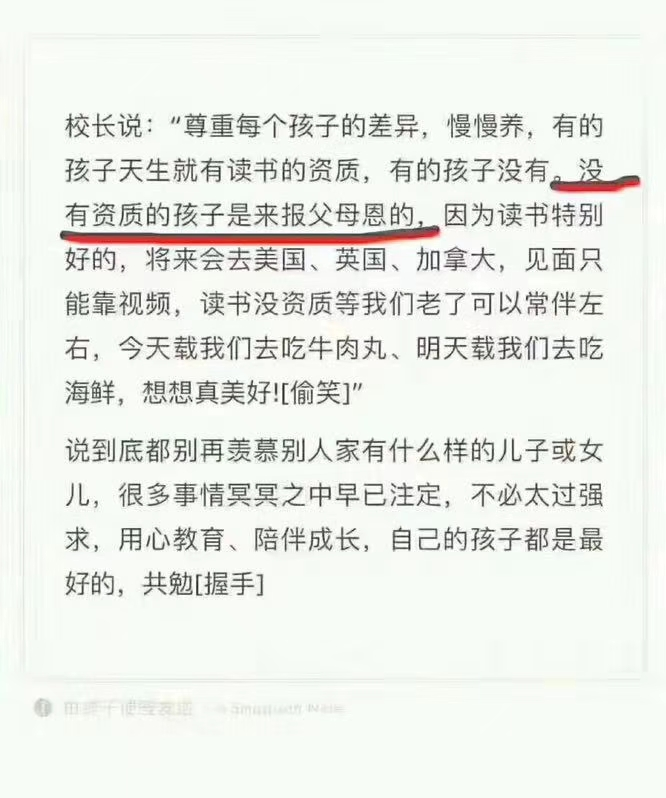 校长说：“尊重每个孩子的差异，慢慢养，有的
孩子天生就有读书的资质，有的孩子没有。没
有资质的孩子是来报父母恩的，因为读书特别
好的，将来会去美国、英国、加拿大，见面只
能靠视频，读书没资质等我们老了可以常伴左
右，今天载我们去吃牛肉丸、明天载我们去吃
海鲜，想想真美好![偷笑]”
说到底都别再羡慕别人家有什么样的儿子或女
儿，很多事情冥冥之中早已注定，不必太过强
求，用心教育、陪伴成长，自己的孩子都是最
好的，共勉[握手]